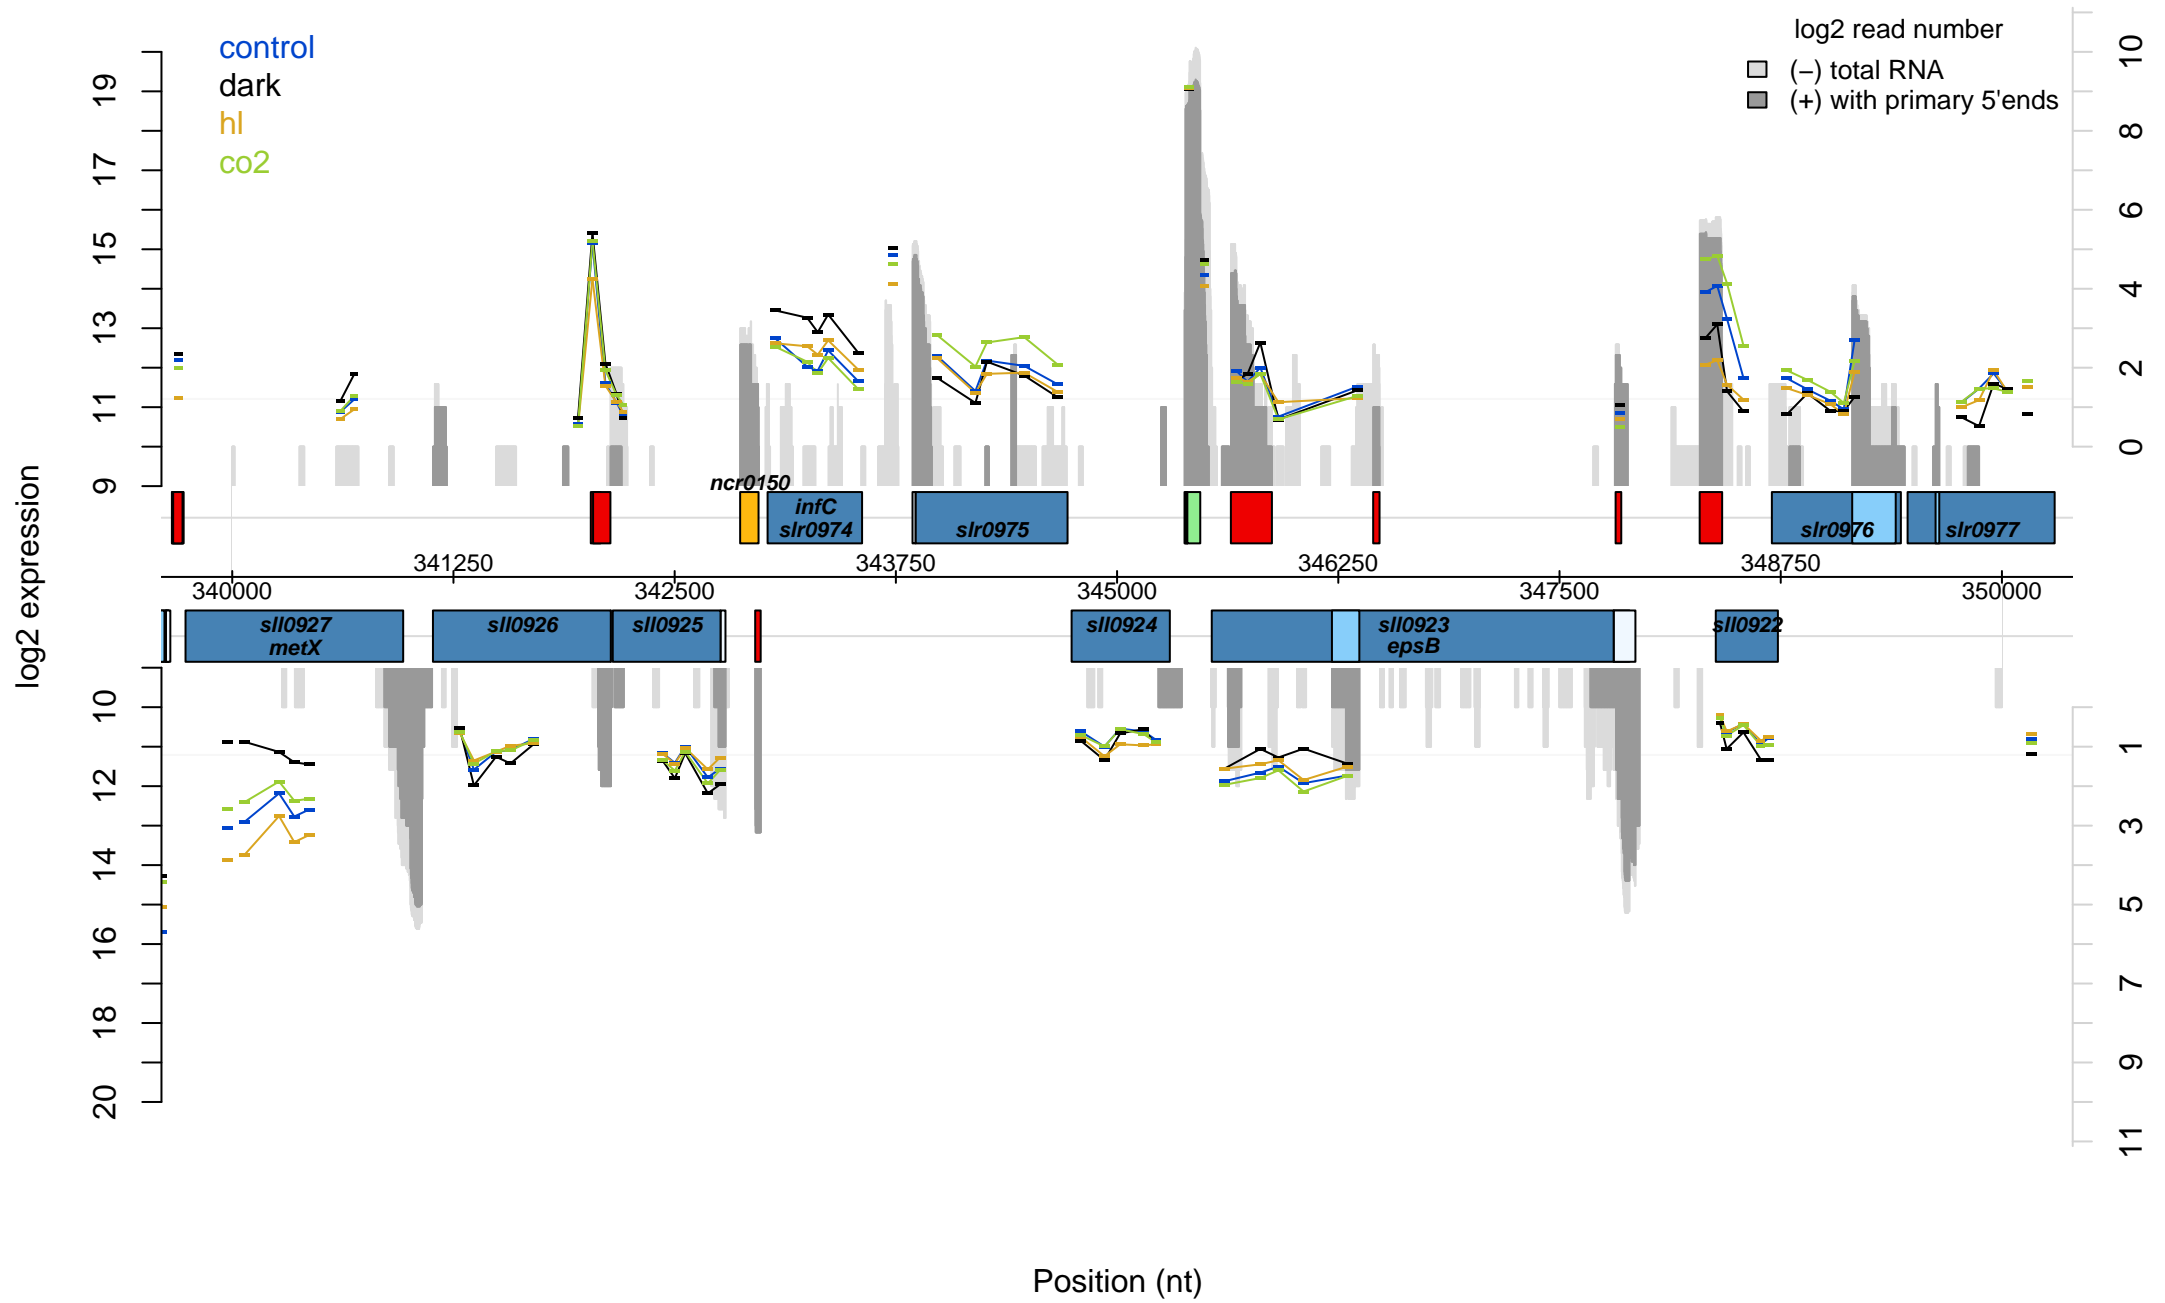 control
dark
hl
co2
log2 read number
(−) total RNA
(+) with primary 5'ends
19
17
15
13
11
9
10
8
6
4
2
0
log2 expression
ncr0150
infC
slr0974
slr0975
slr0976
slr0977
341250
343750
346250
348750
340000
342500
345000
347500
350000
sll0927
metX
sll0926
sll0925
sll0924
sll0923
epsB
sll0922
10
12
14
16
18
20
1
3
5
7
9
11
Position (nt)